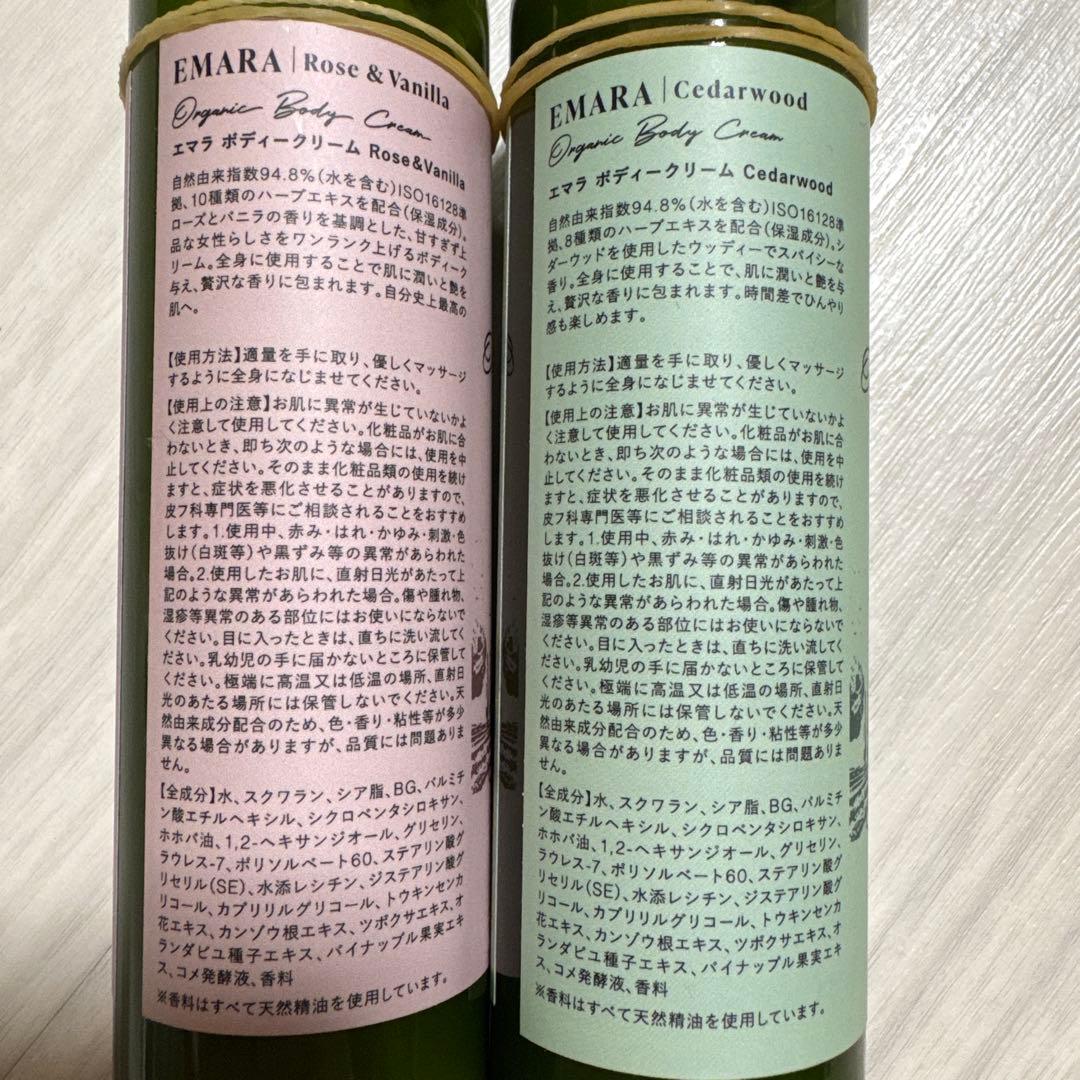 EMARA | Rose & Vanilla
Organic Body Cream
エマラ ボディークリーム Rose&Vanilla
自然由来指数94.8%(水を含む)ISO16128準
拠、10種類のハーブエキスを配合(保湿成分)。
ローズとバニラの香りを基調とした、甘すぎず上
品な女性らしさをワンランク上げるボディーク
リーム。全身に使用することで肌に潤いと艶を
与え、贅沢な香りに包まれます。自分史上最高の
肌へ。
【使用方法】適量を手に取り、優しくマッサージ
するように全身になじませてください。
【使用上の注意】お肌に異常が生じていないかよ
く注意して使用してください。化粧品がお肌に合
わないとき、即ち次のような場合には、使用を中
止してください。そのまま化粧品類の使用を続け
ますと、症状を悪化させることがありますので、
皮フ科専門医等にご相談されることをおすすめ
します。1.使用中、赤み・はれ・かゆみ・刺激・色
抜け(白斑等)や黒ずみ等の異常があらわれた
場合。2.使用したお肌に、直射日光があたって上
記のような異常があらわれた場合。傷や腫れ物、
湿疹等異常のある部位にはお使いにならないで
ください。目に入ったときは、直ちに洗い流してく
ださい。乳幼児の手に届かないところに保管して
ください。極端に高温又は低温の場所、直射日
光のあたる場所には保管しないでください。天
然由来成分配合のため、色・香り・粘性等が多少
異なる場合がありますが、品質には問題ありま
せん。
【全成分】水、スクワラン、シア脂、BG、パルミチ
ン酸エチルヘキシル、シクロペンタシロキサン、
ホホバ油、1,2-ヘキサンジオール、グリセリン、
ラウレス-7、ポリソルベート60、ステアリン酸グ
リセリル(SE)、水添レシチン、ジステアリン酸グ
リコール、カプリリルグリコール、トウキンセンカ
花エキス、カンゾウ根エキス、ツボクサエキス、オ
ランダビユ種子エキス、パイナップル果実エキ
ス、コメ発酵液、香料
※香料はすべて天然精油を使用しています。
EMARA | Cedarwood
Organic Body Cream
エマラ ボディークリーム Cedarwood
自然由来指数94.8%(水を含む)ISO16128準
拠、8種類のハーブエキスを配合(保湿成分)。シ
ダーウッドを使用したウッディーでスパイシーな
香り。全身に使用することで、肌に潤いと艶を与
え、贅沢な香りに包まれます。時間差でひんやり
感も楽しめます。
【使用方法】適量を手に取り、優しくマッサージ
するように全身になじませてください。
【使用上の注意】お肌に異常が生じていないかよ
く注意して使用してください。化粧品がお肌に合
わないとき、即ち次のような場合には、使用を中
止してください。そのまま化粧品類の使用を続け
ますと、症状を悪化させることがありますので、
皮フ科専門医等にご相談されることをおすすめ
します。1.使用中、赤み・はれ・かゆみ・刺激・色
抜け(白斑等)や黒ずみ等の異常があらわれた
場合。2.使用したお肌に、直射日光があたって上
記のような異常があらわれた場合。傷や腫れ物、
湿疹等異常のある部位にはお使いにならないで
ください。目に入ったときは、直ちに洗い流してく
ださい。乳幼児の手に届かないところに保管して
ください。極端に高温又は低温の場所、直射日
光のあたる場所には保管しないでください。天
然由来成分配合のため、色・香り・粘性等が多少
異なる場合がありますが、品質には問題ありま
せん。
【全成分】水、スクワラン、シア脂、BG、パルミチ
ン酸エチルヘキシル、シクロペンタシロキサン、
ホホバ油、1,2-ヘキサンジオール、グリセリン、
ラウレス-7、ポリソルベート60、ステアリン酸グ
リセリル(SE)、水添レシチン、ジステアリン酸グ
リコール、カプリリルグリコール、トウキンセンカ
花エキス、カンゾウ根エキス、ツボクサエキス、オ
ランダビユ種子エキス、パイナップル果実エキ
ス、コメ発酵液、香料
※香料はすべて天然精油を使用しています。